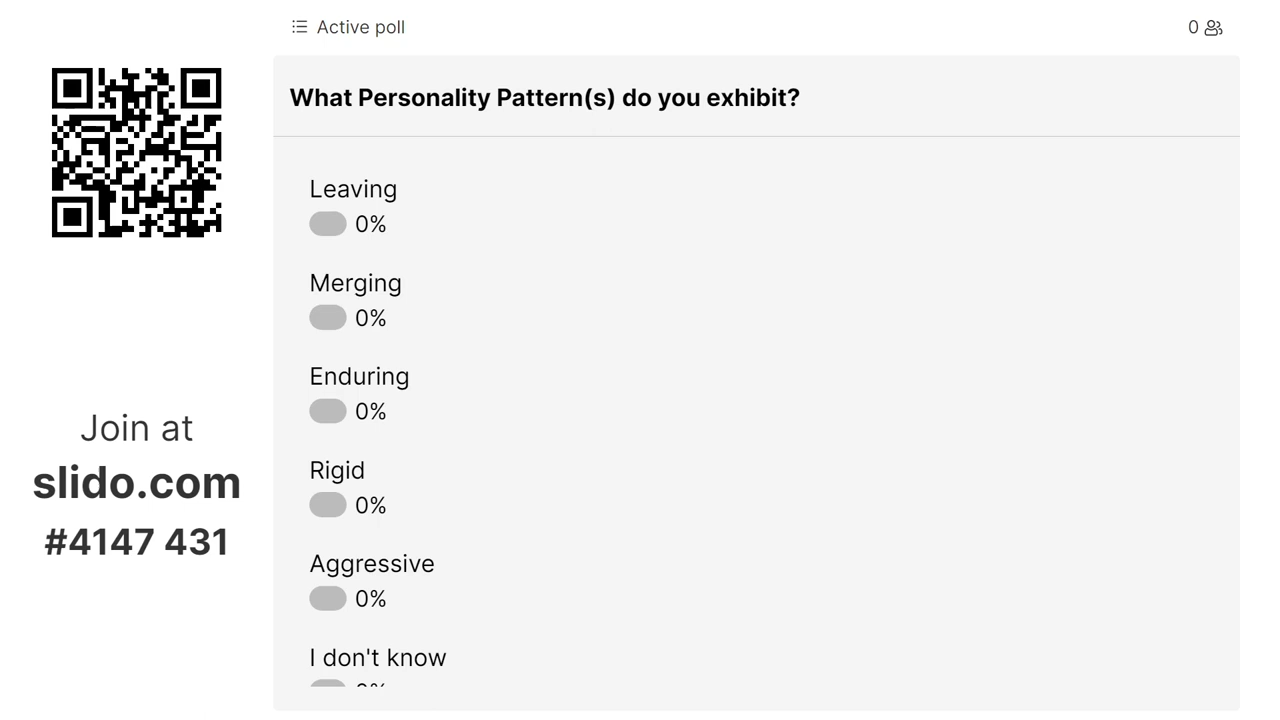 Active poll
0
What Personality Pattern(s) do you exhibit?
Leaving
0%
Merging
0%
Enduring
0%
Rigid
0%
Aggressive
0%
I don't know
Join at
slido.com
#4147 431